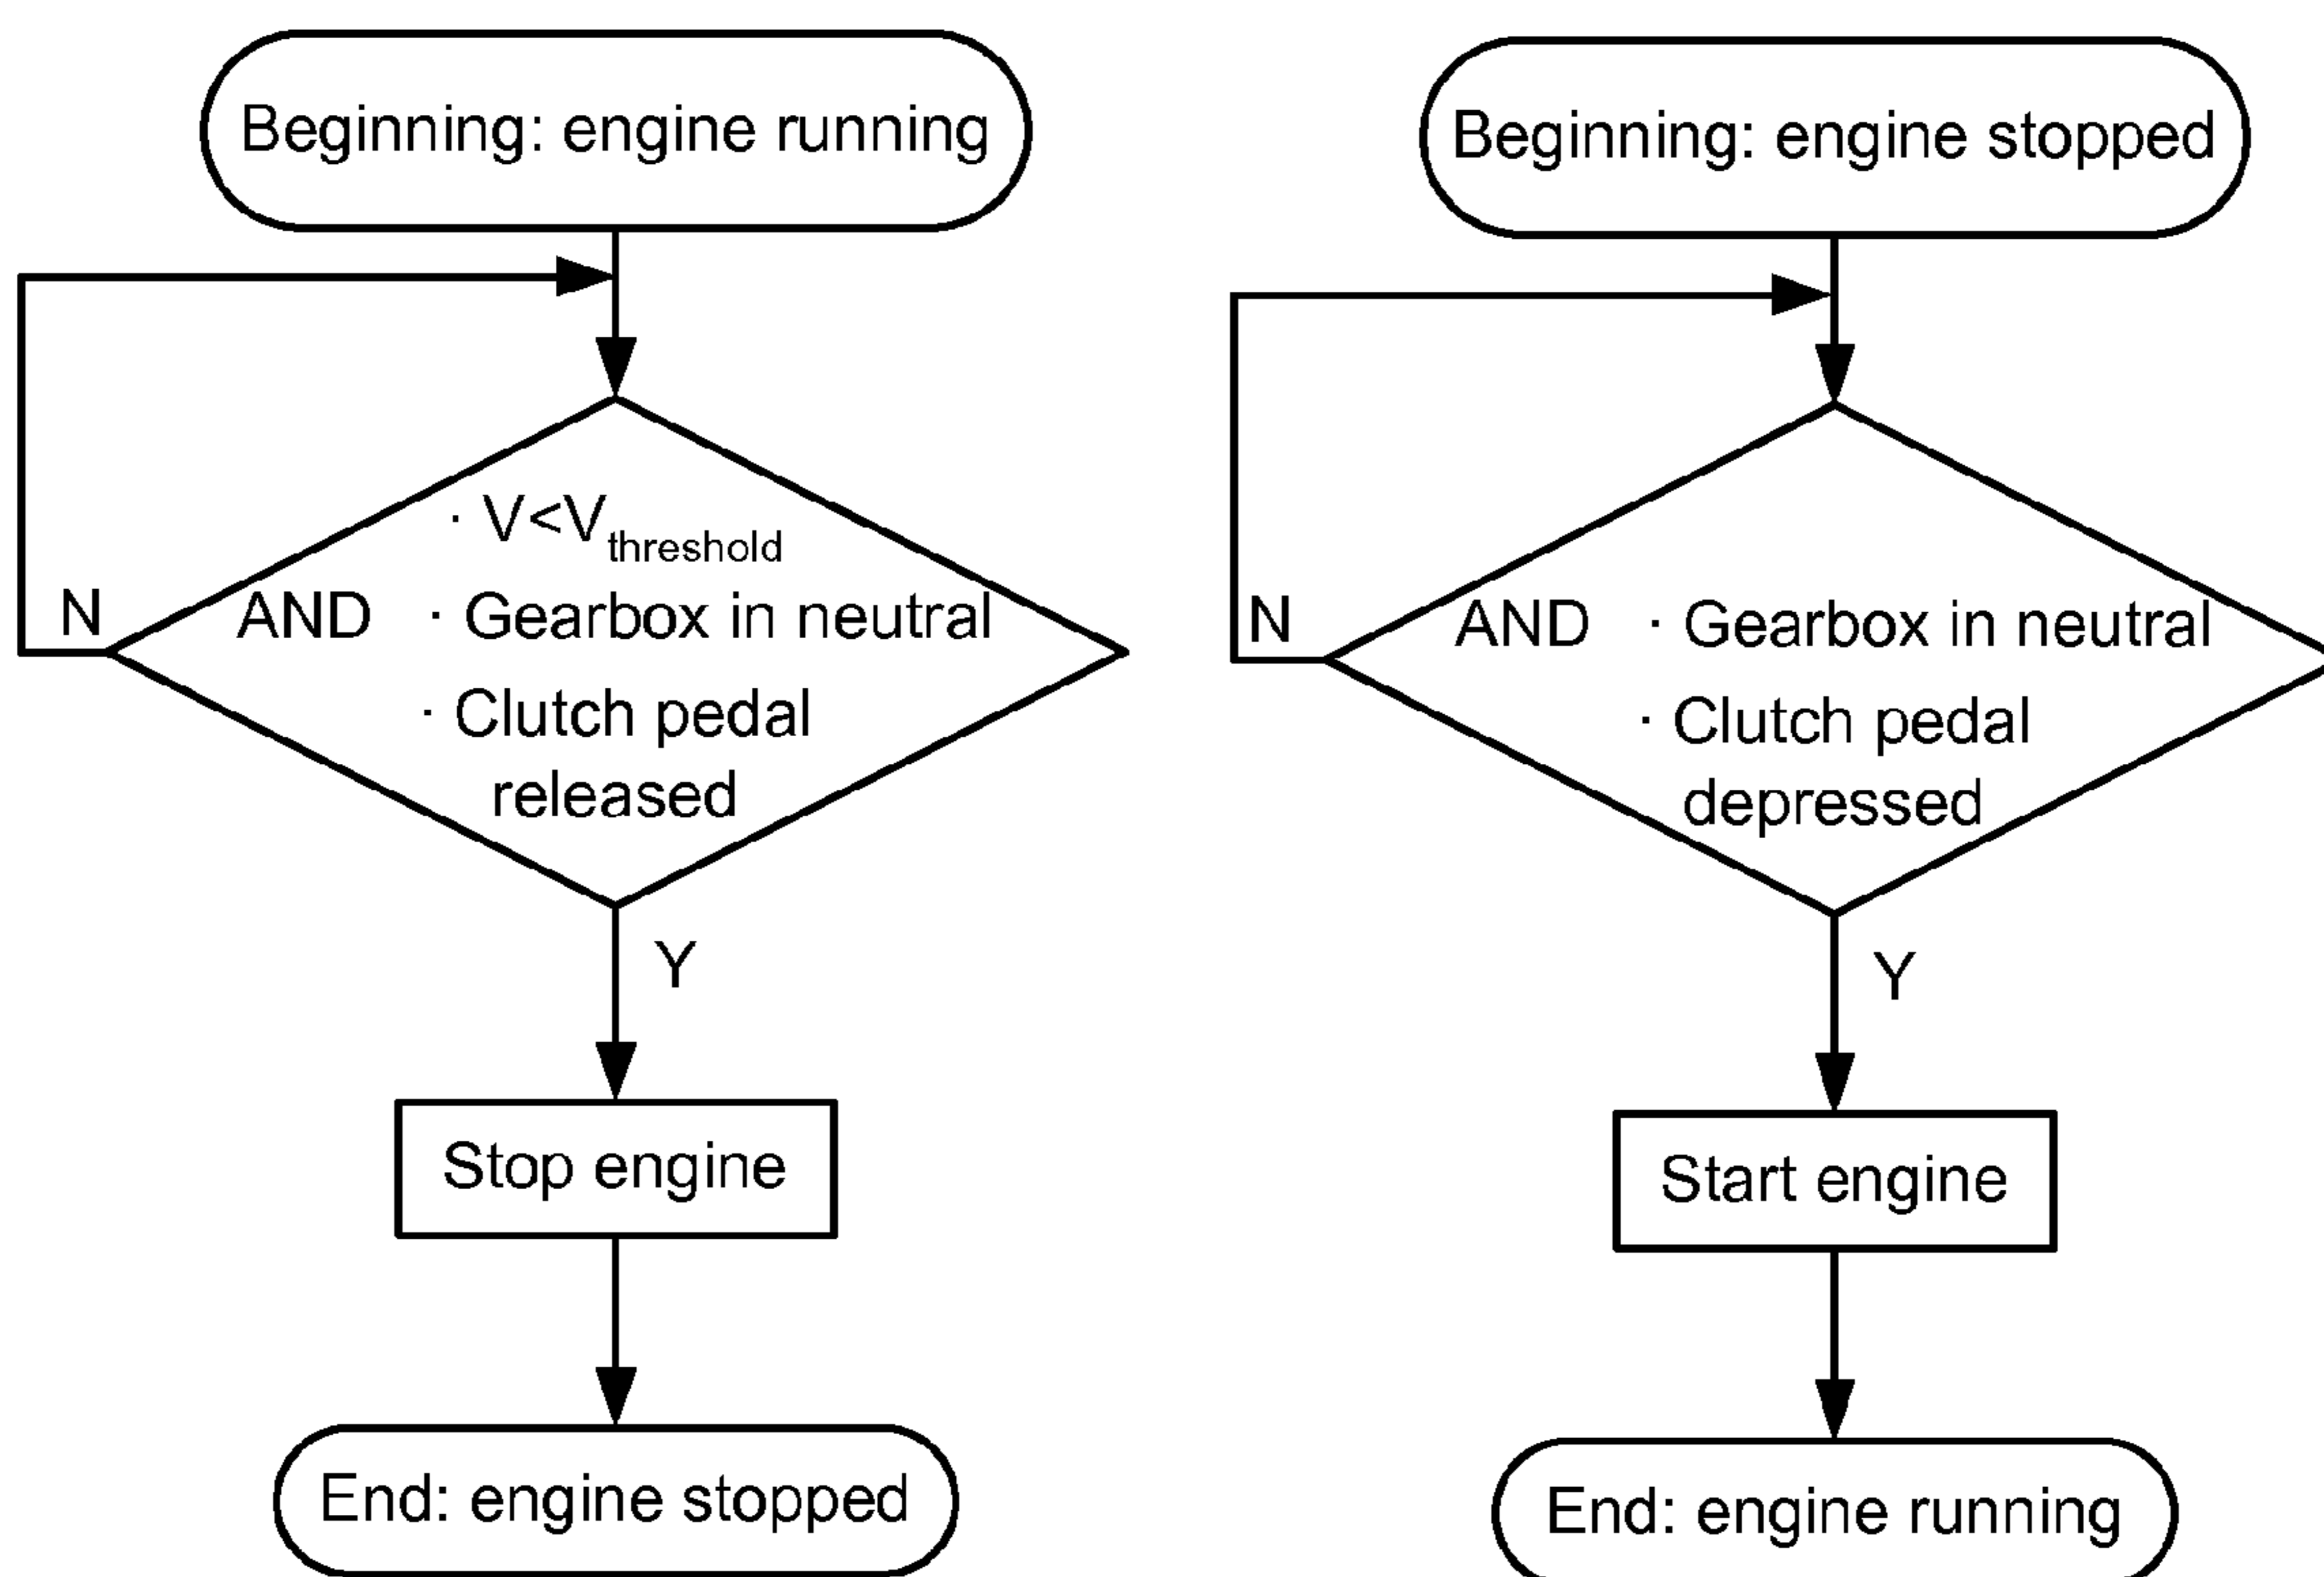 Beginning: engine running
· V<Vthreshold
AND · Gearbox in neutral
· Clutch pedal
released
N
Y
Stop engine
End: engine stopped
Beginning: engine stopped
AND · Gearbox in neutral
· Clutch pedal
depressed
N
Y
Start engine
End: engine running